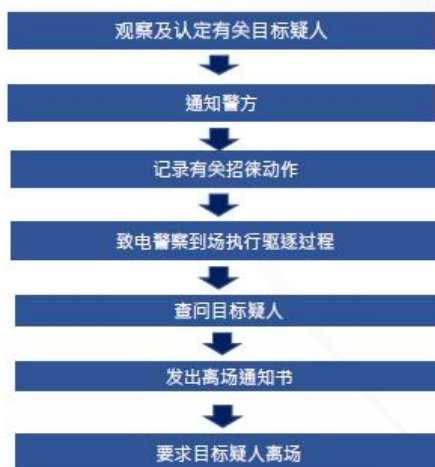 观察及认定有关目标疑人
通知警方
记录有关招徕动作
致电警察到场执行驱逐过程
查问目标疑人
发出离场通知书
要求目标疑人离场